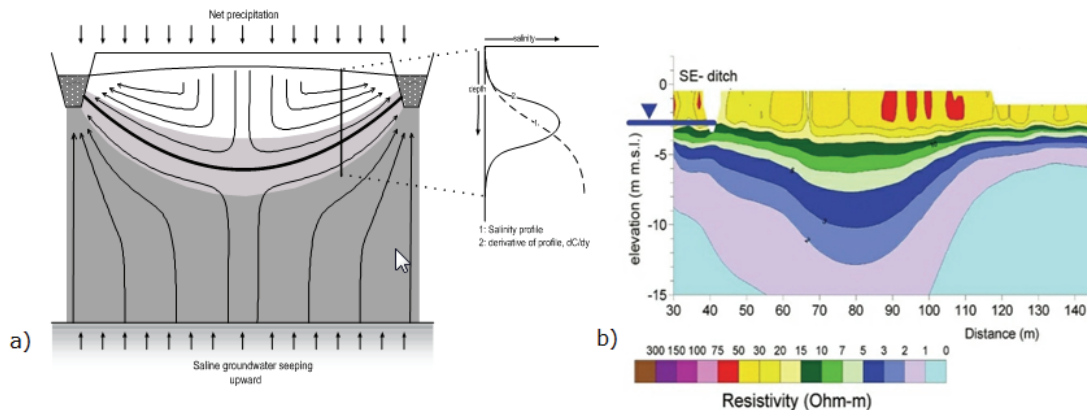 Net precipitation
salinity
depth
2
1
1: Salinity profile
2: derivative of profile, dC/dy
Saline groundwater seeping
upward
a)
SE- ditch
elevation (m m.s.l.)
0
-5
-10
-15
30 40 50 60 70 80 90 100 110 120 130 140
Distance (m)
b)
300 150 100 75 50 30 20 15 10 7 5 3 2 1 0
Resistivity (Ohm-m)